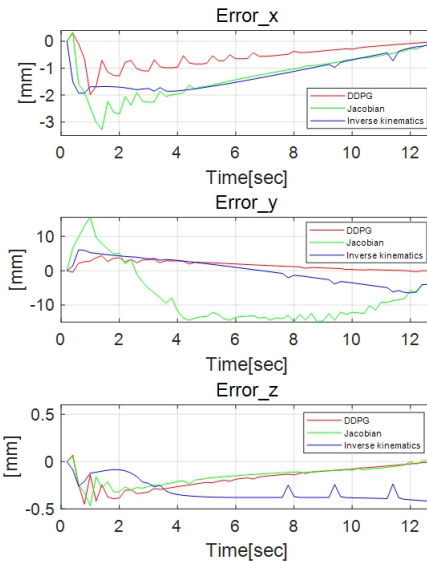 Error_x
0
-1
-2
-3
[mm]
DDPG
Jacobian
Inverse kinematics
0 2 4 6 8 10 12
Time[sec]
Error_y
10
0
-10
[mm]
DDPG
Jacobian
Inverse kinematics
0 2 4 6 8 10 12
Time[sec]
Error_z
0.5
0
-0.5
[mm]
DDPG
Jacobian
Inverse kinematics
0 2 4 6 8 10 12
Time[sec]